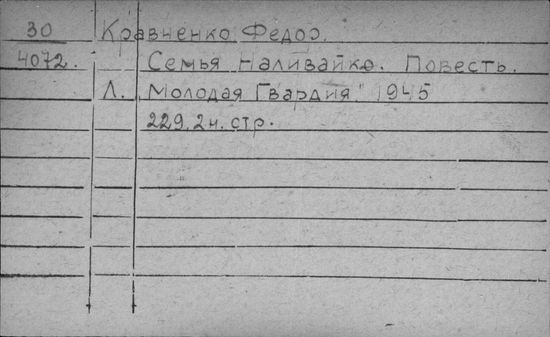 30 Кравченко Федор.
4072. Семья Наливайко. Повесть.
Л. „Молодая Гвардия" 1945
229. 2н. стр.